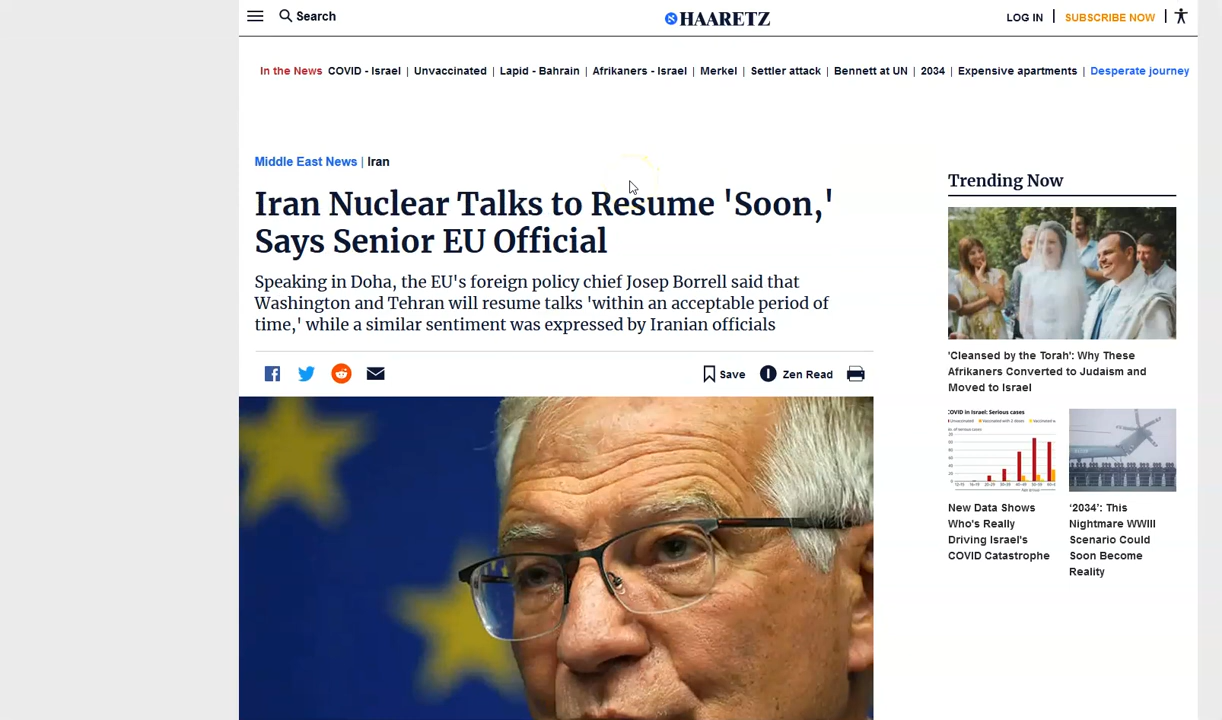 Search
HAARETZ
LOG IN | SUBSCRIBE NOW |
In the News COVID - Israel | Unvaccinated | Lapid - Bahrain | Afrikaners - Israel | Merkel | Settler attack | Bennett at UN | 2034 | Expensive apartments | Desperate journey
Middle East News | Iran
Iran Nuclear Talks to Resume 'Soon,'
Says Senior EU Official
Speaking in Doha, the EU's foreign policy chief Josep Borrell said that
Washington and Tehran will resume talks 'within an acceptable period of
time,' while a similar sentiment was expressed by Iranian officials
Save
Zen Read
Trending Now
'Cleansed by the Torah': Why These
Afrikaners Converted to Judaism and
Moved to Israel
COVID in Israel: Serious cases
New Data Shows
Who's Really
Driving Israel's
COVID Catastrophe
‘2034’: This
Nightmare WWIII
Scenario Could
Soon Become
Reality